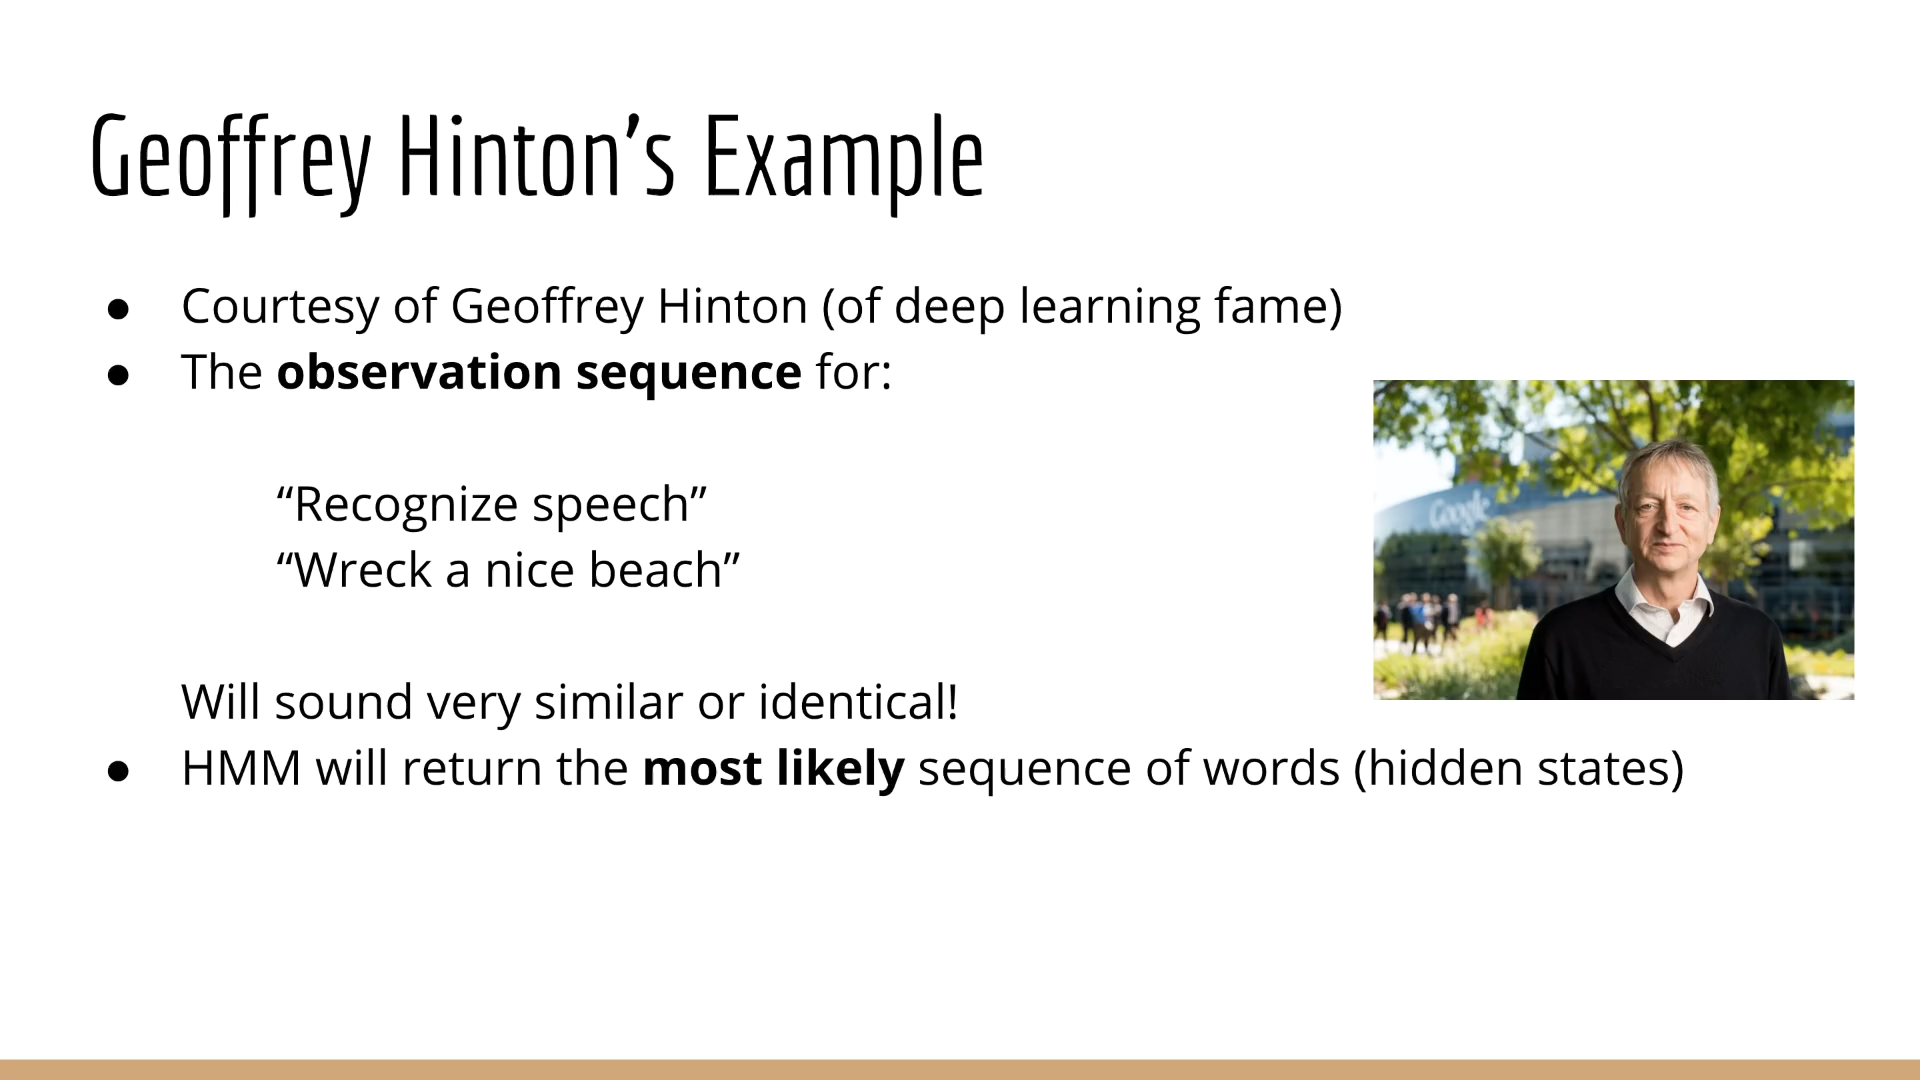 Geoffrey Hinton’s Example
● Courtesy of Geoffrey Hinton (of deep learning fame)
● The observation sequence for:
“Recognize speech”
“Wreck a nice beach”
Google
Will sound very similar or identical!
● HMM will return the most likely sequence of words (hidden states)